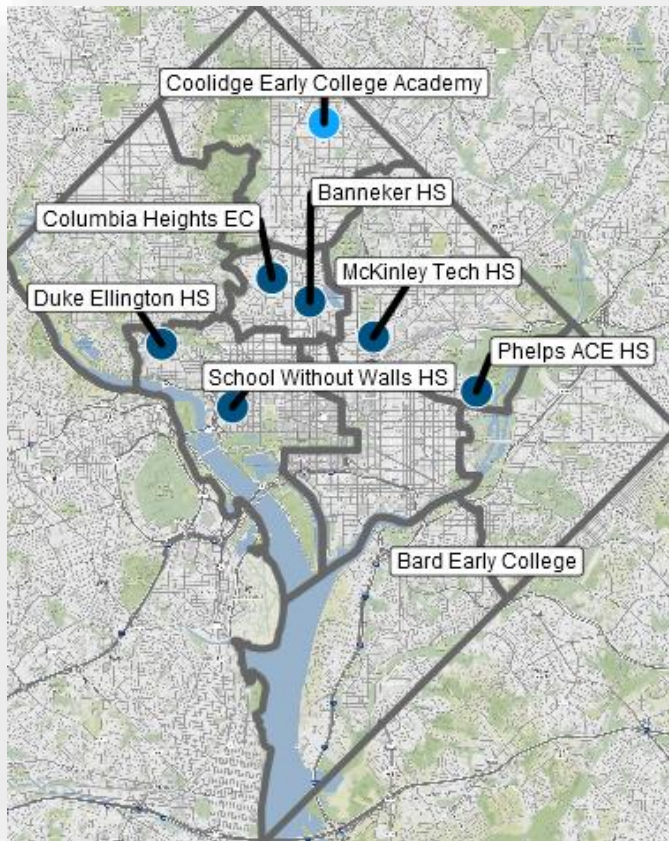 Coolidge Early College Academy
Banneker HS
Columbia Heights EC
McKinley Tech HS
Duke Ellington HS
Phelps ACE HS
School Without Walls HS
Bard Early College